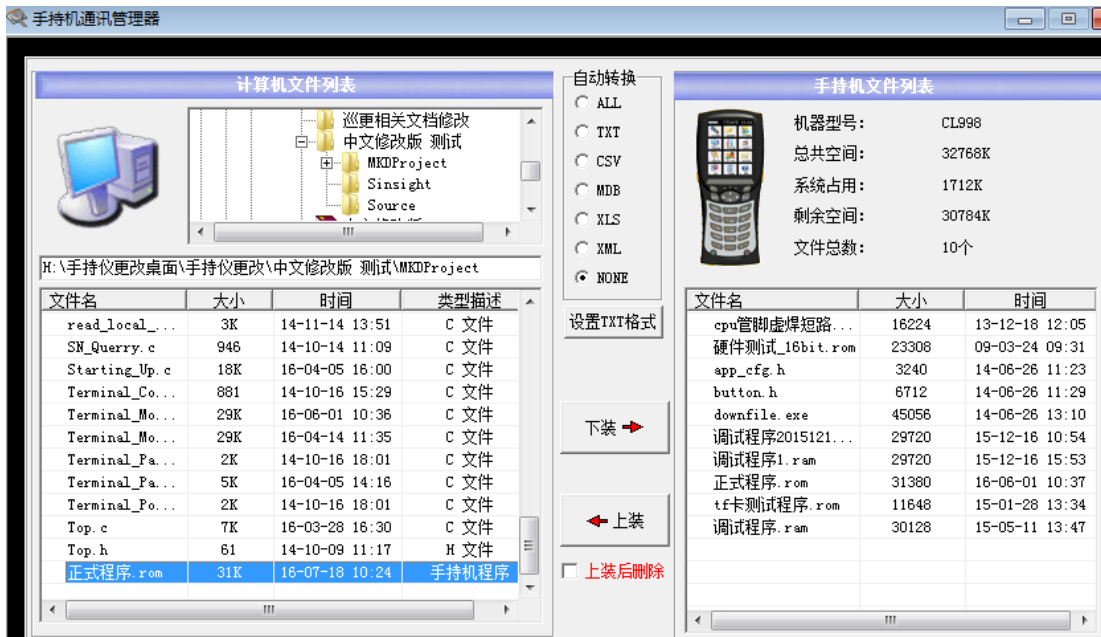 手持机通讯管理器
计算机文件列表
巡更相关文档修改
中文修改版 测试
MKDProject
Sinsight
Source
H:\手持仪更改桌面\手持仪更改\中文修改版 测试\MKDProject
文件名 大小 时间 类型描述
read_local_... 3K 14-11-14 13:51 C 文件
SN_Querry.c 946 14-10-14 11:09 C 文件
Starting_Up.c 18K 16-04-05 16:00 C 文件
Terminal_Co... 881 14-10-16 15:29 C 文件
Terminal_Mo... 29K 16-06-01 10:36 C 文件
Terminal_Mo... 29K 16-04-14 11:35 C 文件
Terminal_Pa... 2K 14-10-16 18:01 C 文件
Terminal_Pa... 5K 16-04-05 14:16 C 文件
Terminal_Po... 2K 14-10-16 18:01 C 文件
Top.c 7K 16-03-28 16:30 C 文件
Top.h 61 14-10-09 11:17 H 文件
正式程序.rom 31K 16-07-18 10:24 手持机程序
自动转换
ALL
TXT
CSV
MDB
XLS
XML
NONE
设置TXT格式
下装
上装
上装后删除
手持机文件列表
机器型号: CL998
总共空间: 32768K
系统占用: 1712K
剩余空间: 30784K
文件总数: 10个
文件名 大小 时间
cpu管脚虚焊短路... 16224 13-12-18 12:05
硬件测试_16bit.rom 23308 09-03-24 09:31
app_cfg.h 3240 14-06-26 11:23
button.h 6712 14-06-26 11:29
downfile.exe 45056 14-06-26 13:10
调试程序2015121... 29720 15-12-16 10:54
调试程序1.ram 29720 15-12-16 15:53
正式程序.rom 31380 16-06-01 10:37
tf卡测试程序.rom 11648 15-01-28 13:34
调试程序.ram 30128 15-05-11 13:47